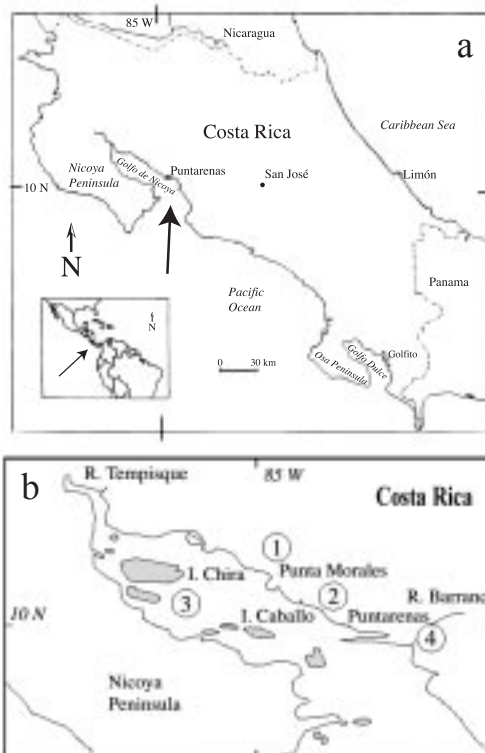 85 W
Nicaragua
a
Costa Rica
Caribbean Sea
Golfo de Nicoya
Puntarenas
Nicoya
Peninsula
San José
Limón
10 N
N
Panama
Pacific
Ocean
N
0 30 km
Golfo Dulce
Golfito
Osa Peninsula
b
R. Tempisque
85 W
Costa Rica
1
I. Chira
Punta Morales
2
3
R. Barranc
I. Caballo
Puntarenas
10 N
4
Nicoya
Peninsula